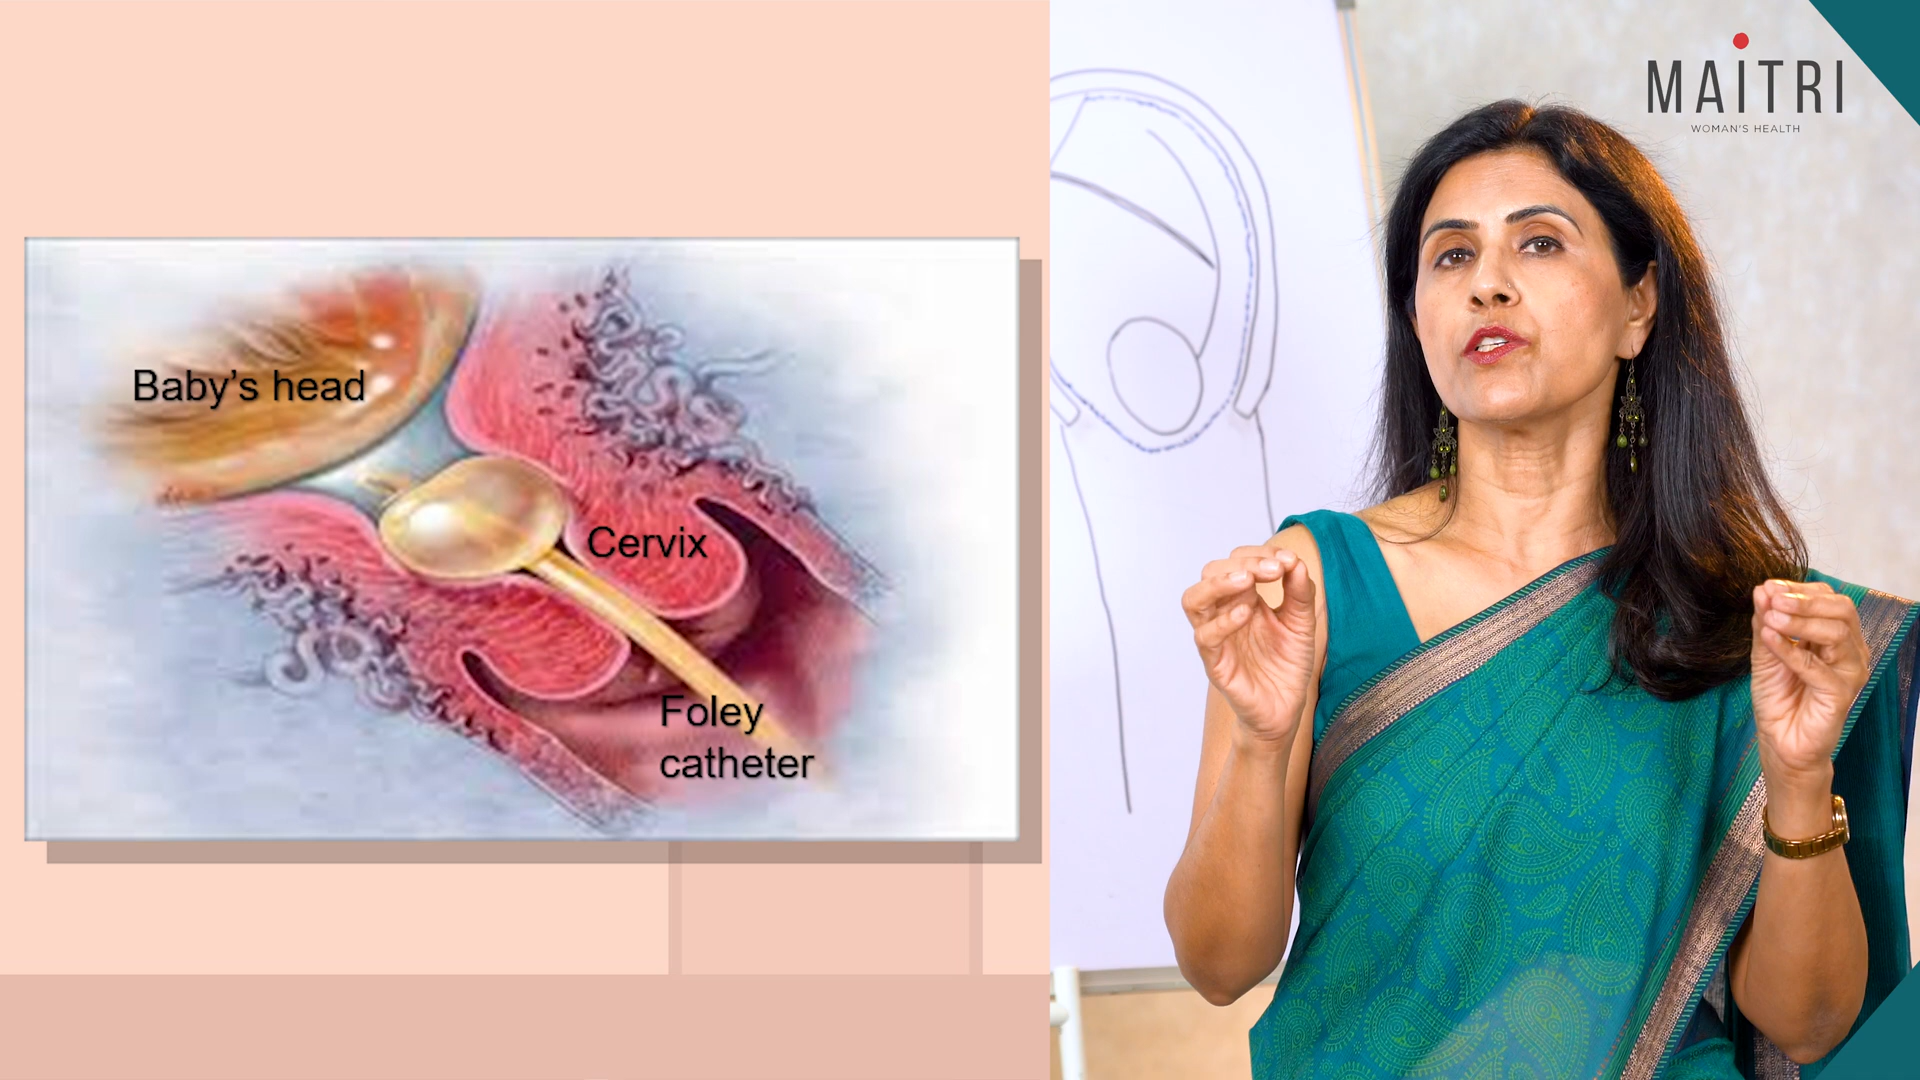 Baby's head
Cervix
Foley
catheter
MAITRI
WOMAN'S HEALTH